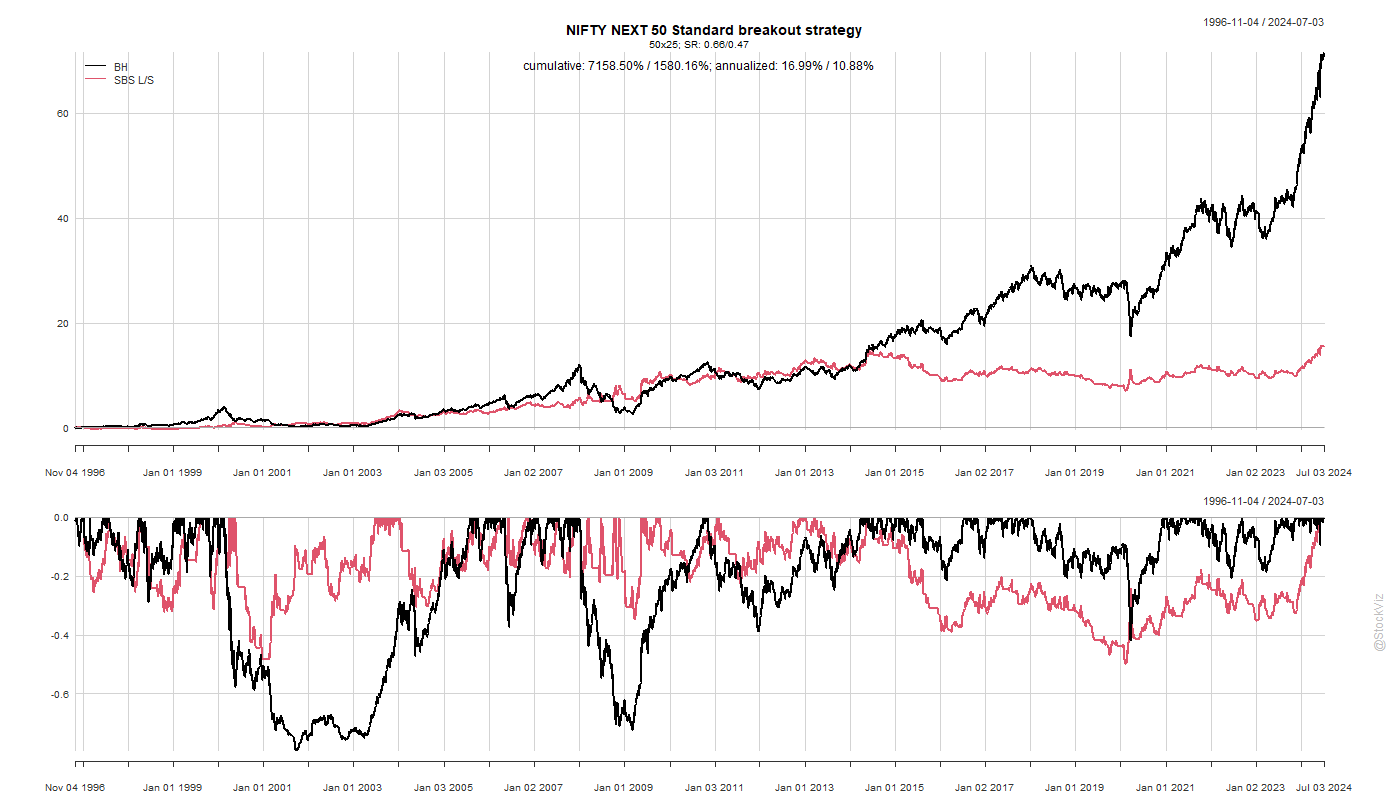 NIFTY NEXT 50 Standard breakout strategy
1996-11-04 / 2024-07-03
50x25; SR: 0.66/0.47
cumulative: 7158.50% / 1580.16%; annualized: 16.99% / 10.88%
BH
SBS L/S
60
40
20
0
Nov 04 1996 Jan 01 1999 Jan 01 2001 Jan 01 2003 Jan 03 2005 Jan 02 2007 Jan 01 2009 Jan 03 2011 Jan 01 2013 Jan 01 2015 Jan 02 2017 Jan 01 2019 Jan 01 2021 Jan 02 2023 Jul 03 2024
1996-11-04 / 2024-07-03
0.0
-0.2
-0.4
-0.6
Nov 04 1996 Jan 01 1999 Jan 01 2001 Jan 01 2003 Jan 03 2005 Jan 02 2007 Jan 01 2009 Jan 03 2011 Jan 01 2013 Jan 01 2015 Jan 02 2017 Jan 01 2019 Jan 01 2021 Jan 02 2023 Jul 03 2024
@StockViz